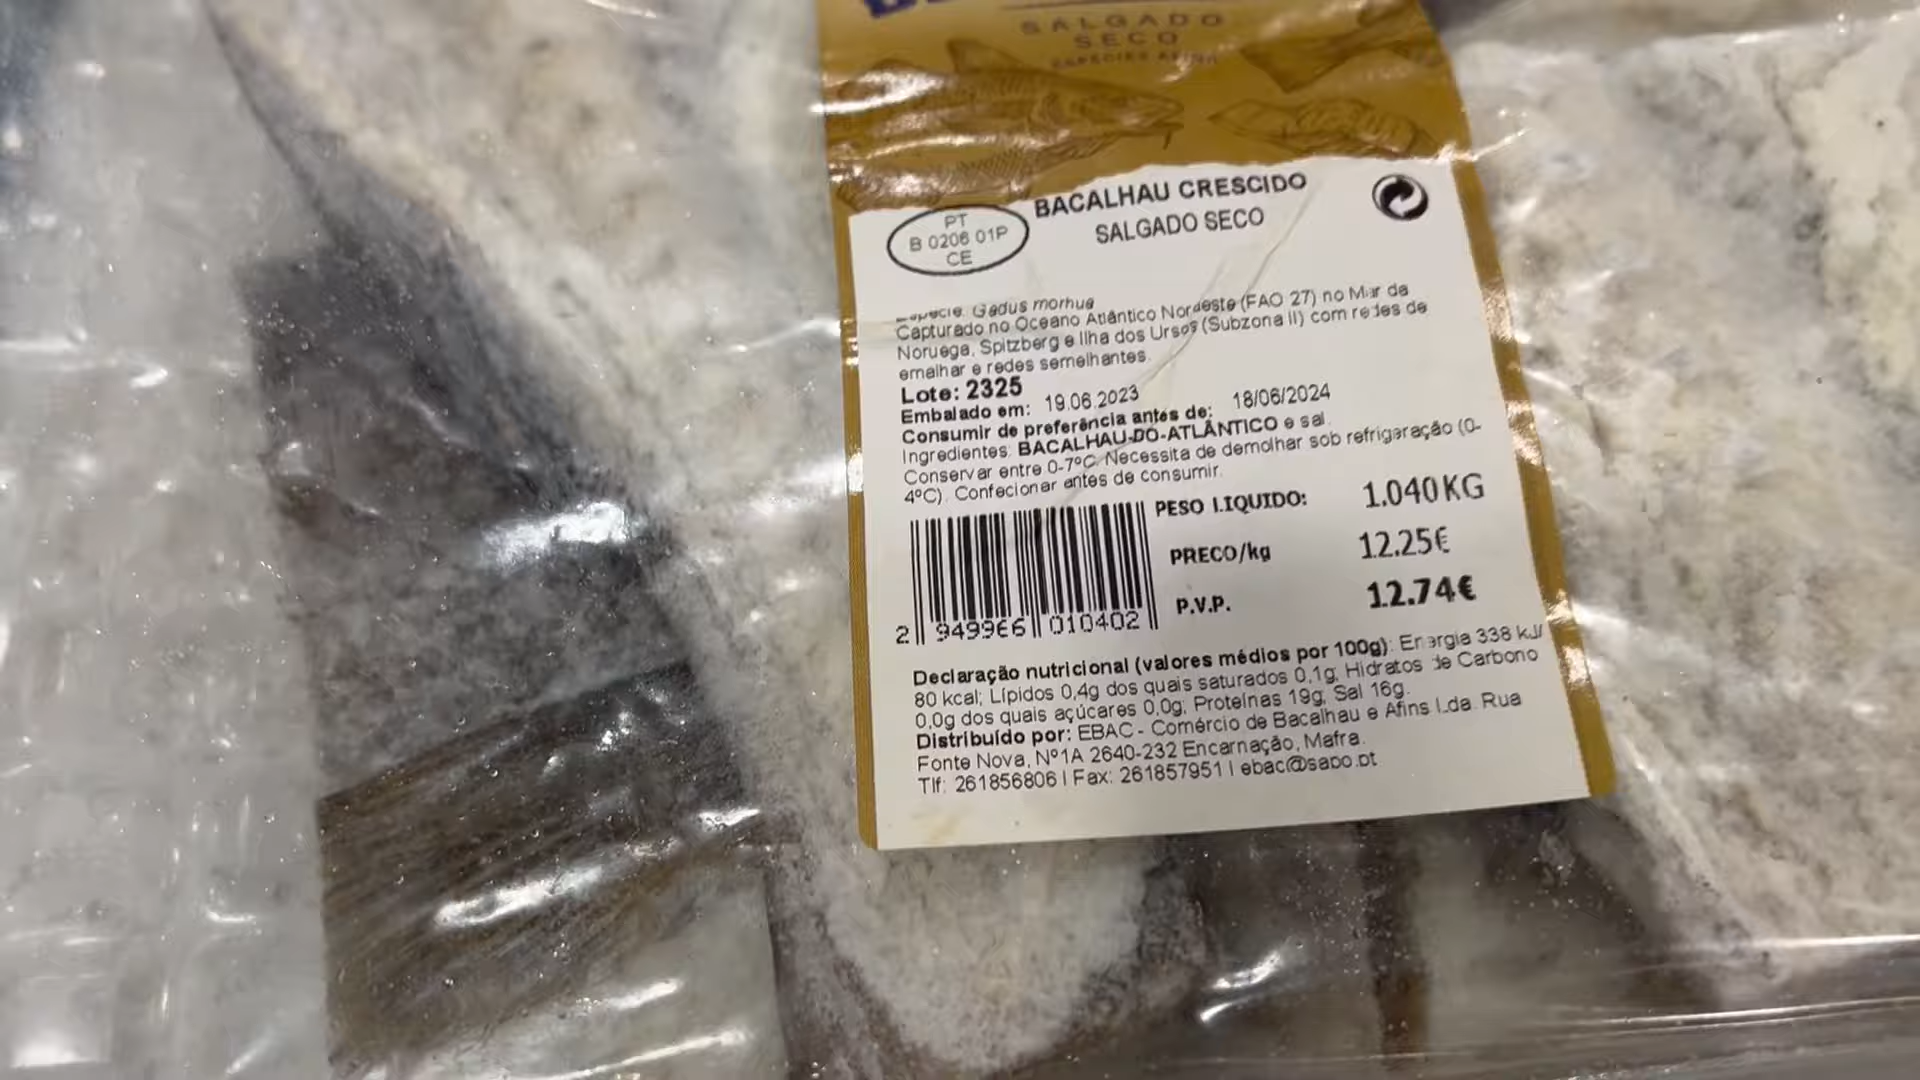 SALGADO
SECO
BACALHAU CRESCIDO
SALGADO SECO
PT
B 0206 01P
CE
Gadus morhua
Capturado no Oceano Atlântico Nordeste (FAO 27) no Mar da
Noruega, Spitzberg e Ilha dos Ursos (Subzona II) com redes de
emalhar e redes semelhantes.
Lote: 2325
Embalado em: 19.06.2023
Consumir de preferência antes de: 18/06/2024
Ingredientes: BACALHAU-DO-ATLÂNTICO e sal.
Conservar entre 0-7ºC. Necessita de demolhar sob refrigeração (0-
4ºC). Confecionar antes de consumir.
PESO LIQUIDO: 1.040KG
PRECO/kg 12.25€
P.V.P. 12.74€
2 949966 010402
Declaração nutricional (valores médios por 100g): Energia 338 kJ/
80 kcal; Lípidos 0,4g dos quais saturados 0,1g; Hidratos de Carbono
0,0g dos quais açúcares 0,0g; Proteínas 19g; Sal 16g.
Distribuído por: EBAC - Comércio de Bacalhau e Afins Lda. Rua
Fonte Nova, Nº1A 2640-232 Encarnação, Mafra.
Tlf: 261856806 | Fax: 261857951 | ebac@sapo.pt